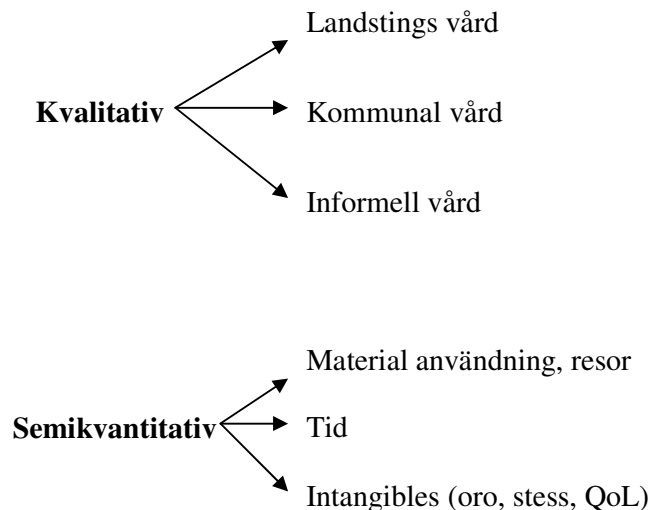 Landstings vård
Kvalitativ
Kommunal vård
Informell vård
Material användning, resor
Semikvantitativ
Tid
Intangibles (oro, stess, QoL)